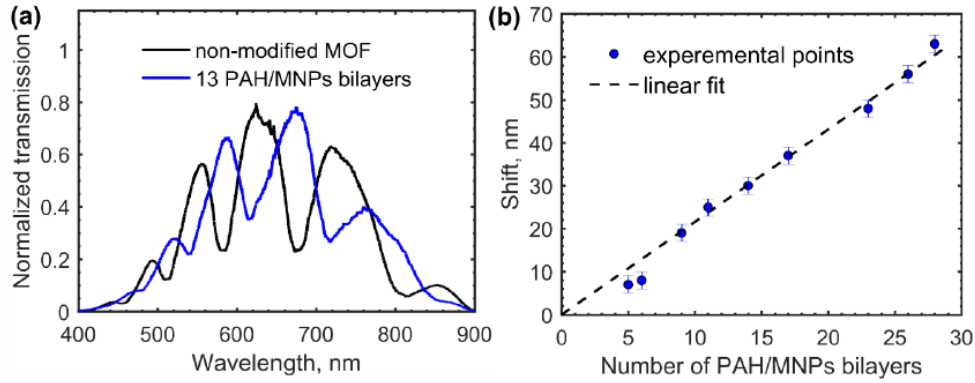 (a)
non-modified MOF
13 PAH/MNPs bilayers
Normalized transmission
1
0.8
0.6
0.4
0.2
0
400 500 600 700 800 900
Wavelength, nm
(b)
experemental points
linear fit
Shift, nm
70
60
50
40
30
20
10
0
0 5 10 15 20 25 30
Number of PAH/MNPs bilayers